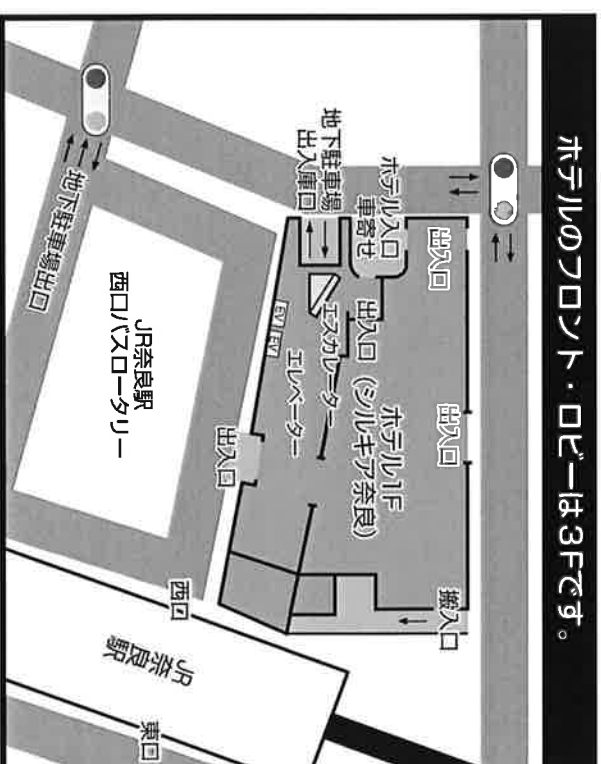 ホテルのフロント・ロビーは3Fです。
搬入口
出入口
出入口
ホテル1F
(シルキア奈良)
出入口
ホテル入口
車寄せ
地下駐車場
出入庫口
エスカレーター
EV
EV
エレベーター
出入口
西口
JR奈良駅
東口
JR奈良駅
西口バスロータリー
地下駐車場出口